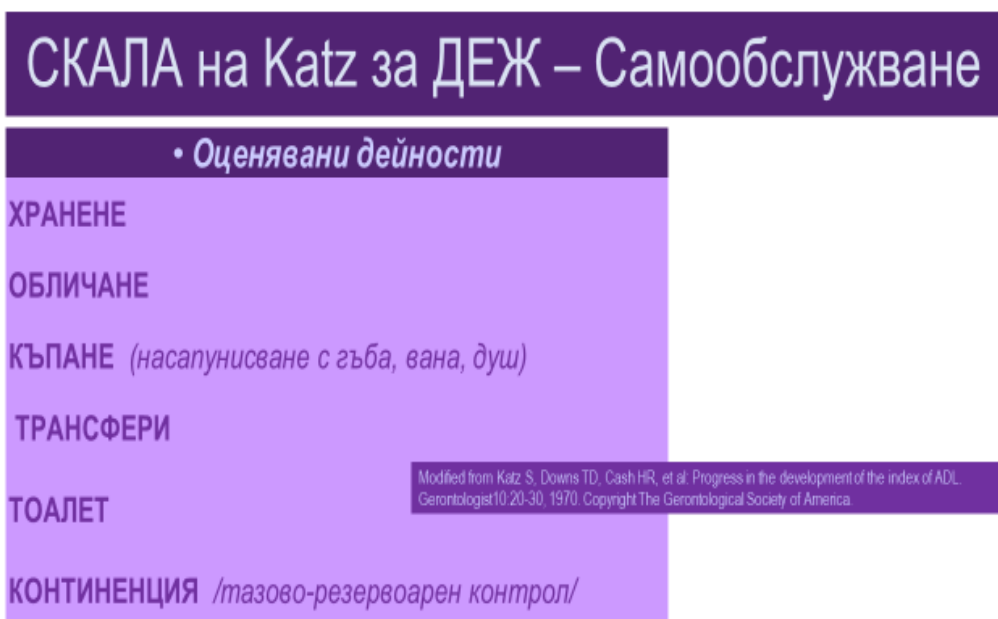 СКАЛА на Katz за ДЕЖ – Самообслужване
• Оценявани дейности
ХРАНЕНЕ
ОБЛИЧАНЕ
КЪПАНЕ (насапунисване с гъба, вана, душ)
ТРАНСФЕРИ
Modified from Katz S, Downs TD, Cash HR, et al: Progress in the development of the index of ADL.
Gerontologist10:20-30, 1970. Copyright The Gerontological Society of America.
ТОАЛЕТ
КОНТИНЕНЦИЯ /тазово-резервоарен контрол/